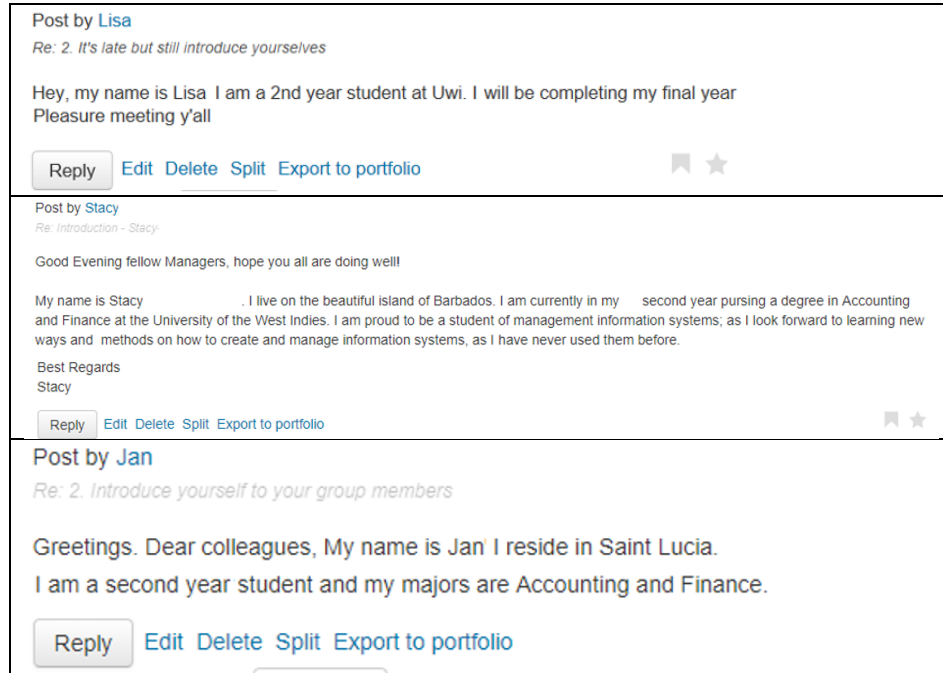 Post by Lisa
Re: 2. It's late but still introduce yourselves
Hey, my name is Lisa I am a 2nd year student at Uwi. I will be completing my final year
Pleasure meeting y'all
Reply Edit Delete Split Export to portfolio
Post by Stacy
Re: Introduction - Stacy
Good Evening fellow Managers, hope you all are doing well!
My name is Stacy . I live on the beautiful island of Barbados. I am currently in my second year pursing a degree in Accounting
and Finance at the University of the West Indies. I am proud to be a student of management information systems; as I look forward to learning new
ways and methods on how to create and manage information systems, as I have never used them before.
Best Regards
Stacy
Reply Edit Delete Split Export to portfolio
Post by Jan
Re: 2. Introduce yourself to your group members
Greetings. Dear colleagues, My name is Jan I reside in Saint Lucia.
I am a second year student and my majors are Accounting and Finance.
Reply Edit Delete Split Export to portfolio